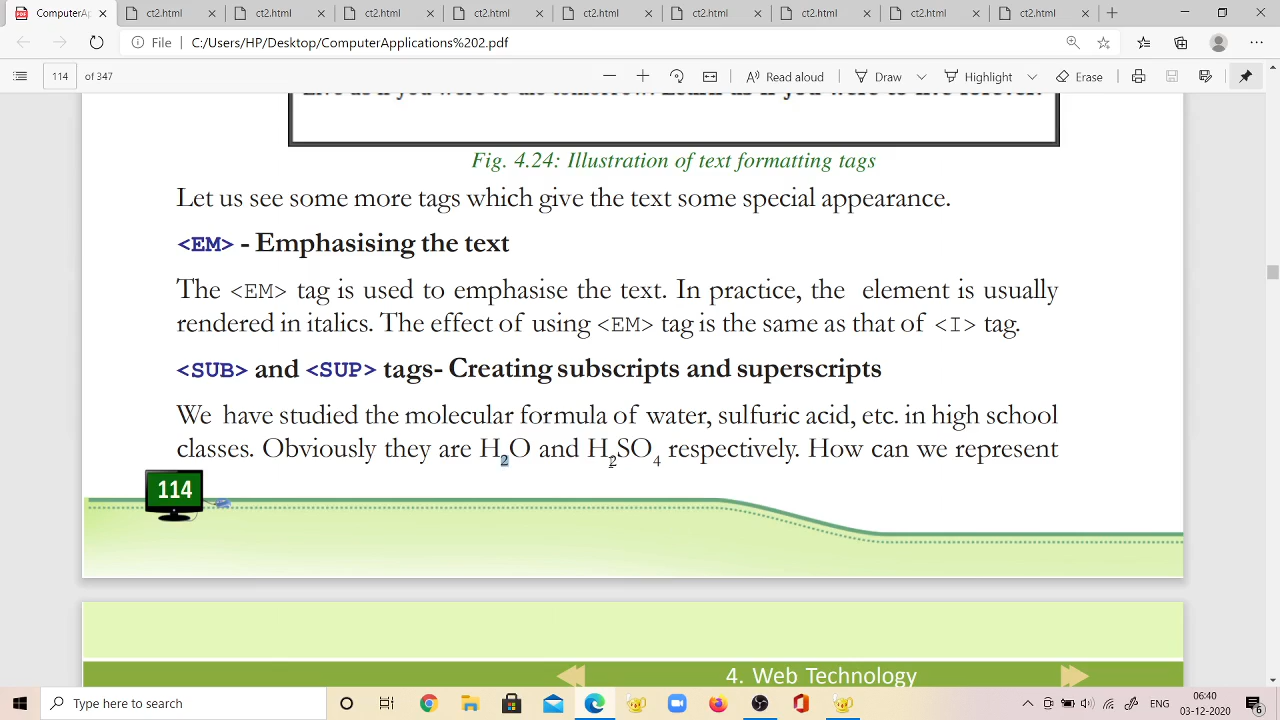 ComputerAppl
ct2.html
ct2.html
ct2.html
ct2.html
ct2.html
ct2.html
ct2.html
ct2.html
ct2.html
File
C:/Users/HP/Desktop/ComputerApplications%202.pdf
114 of 347
Read aloud
Draw
Highlight
Erase
Fig. 4.24: Illustration of text formatting tags
Let us see some more tags which give the text some special appearance.
<EM> - Emphasising the text
The <EM> tag is used to emphasise the text. In practice, the element is usually
rendered in italics. The effect of using <EM> tag is the same as that of <I> tag.
<SUB> and <SUP> tags- Creating subscripts and superscripts
We have studied the molecular formula of water, sulfuric acid, etc. in high school
classes. Obviously they are H₂O and H₂SO₄ respectively. How can we represent
114
4. Web Technology
Type here to search
ENG
06:40
03-12-2020
6